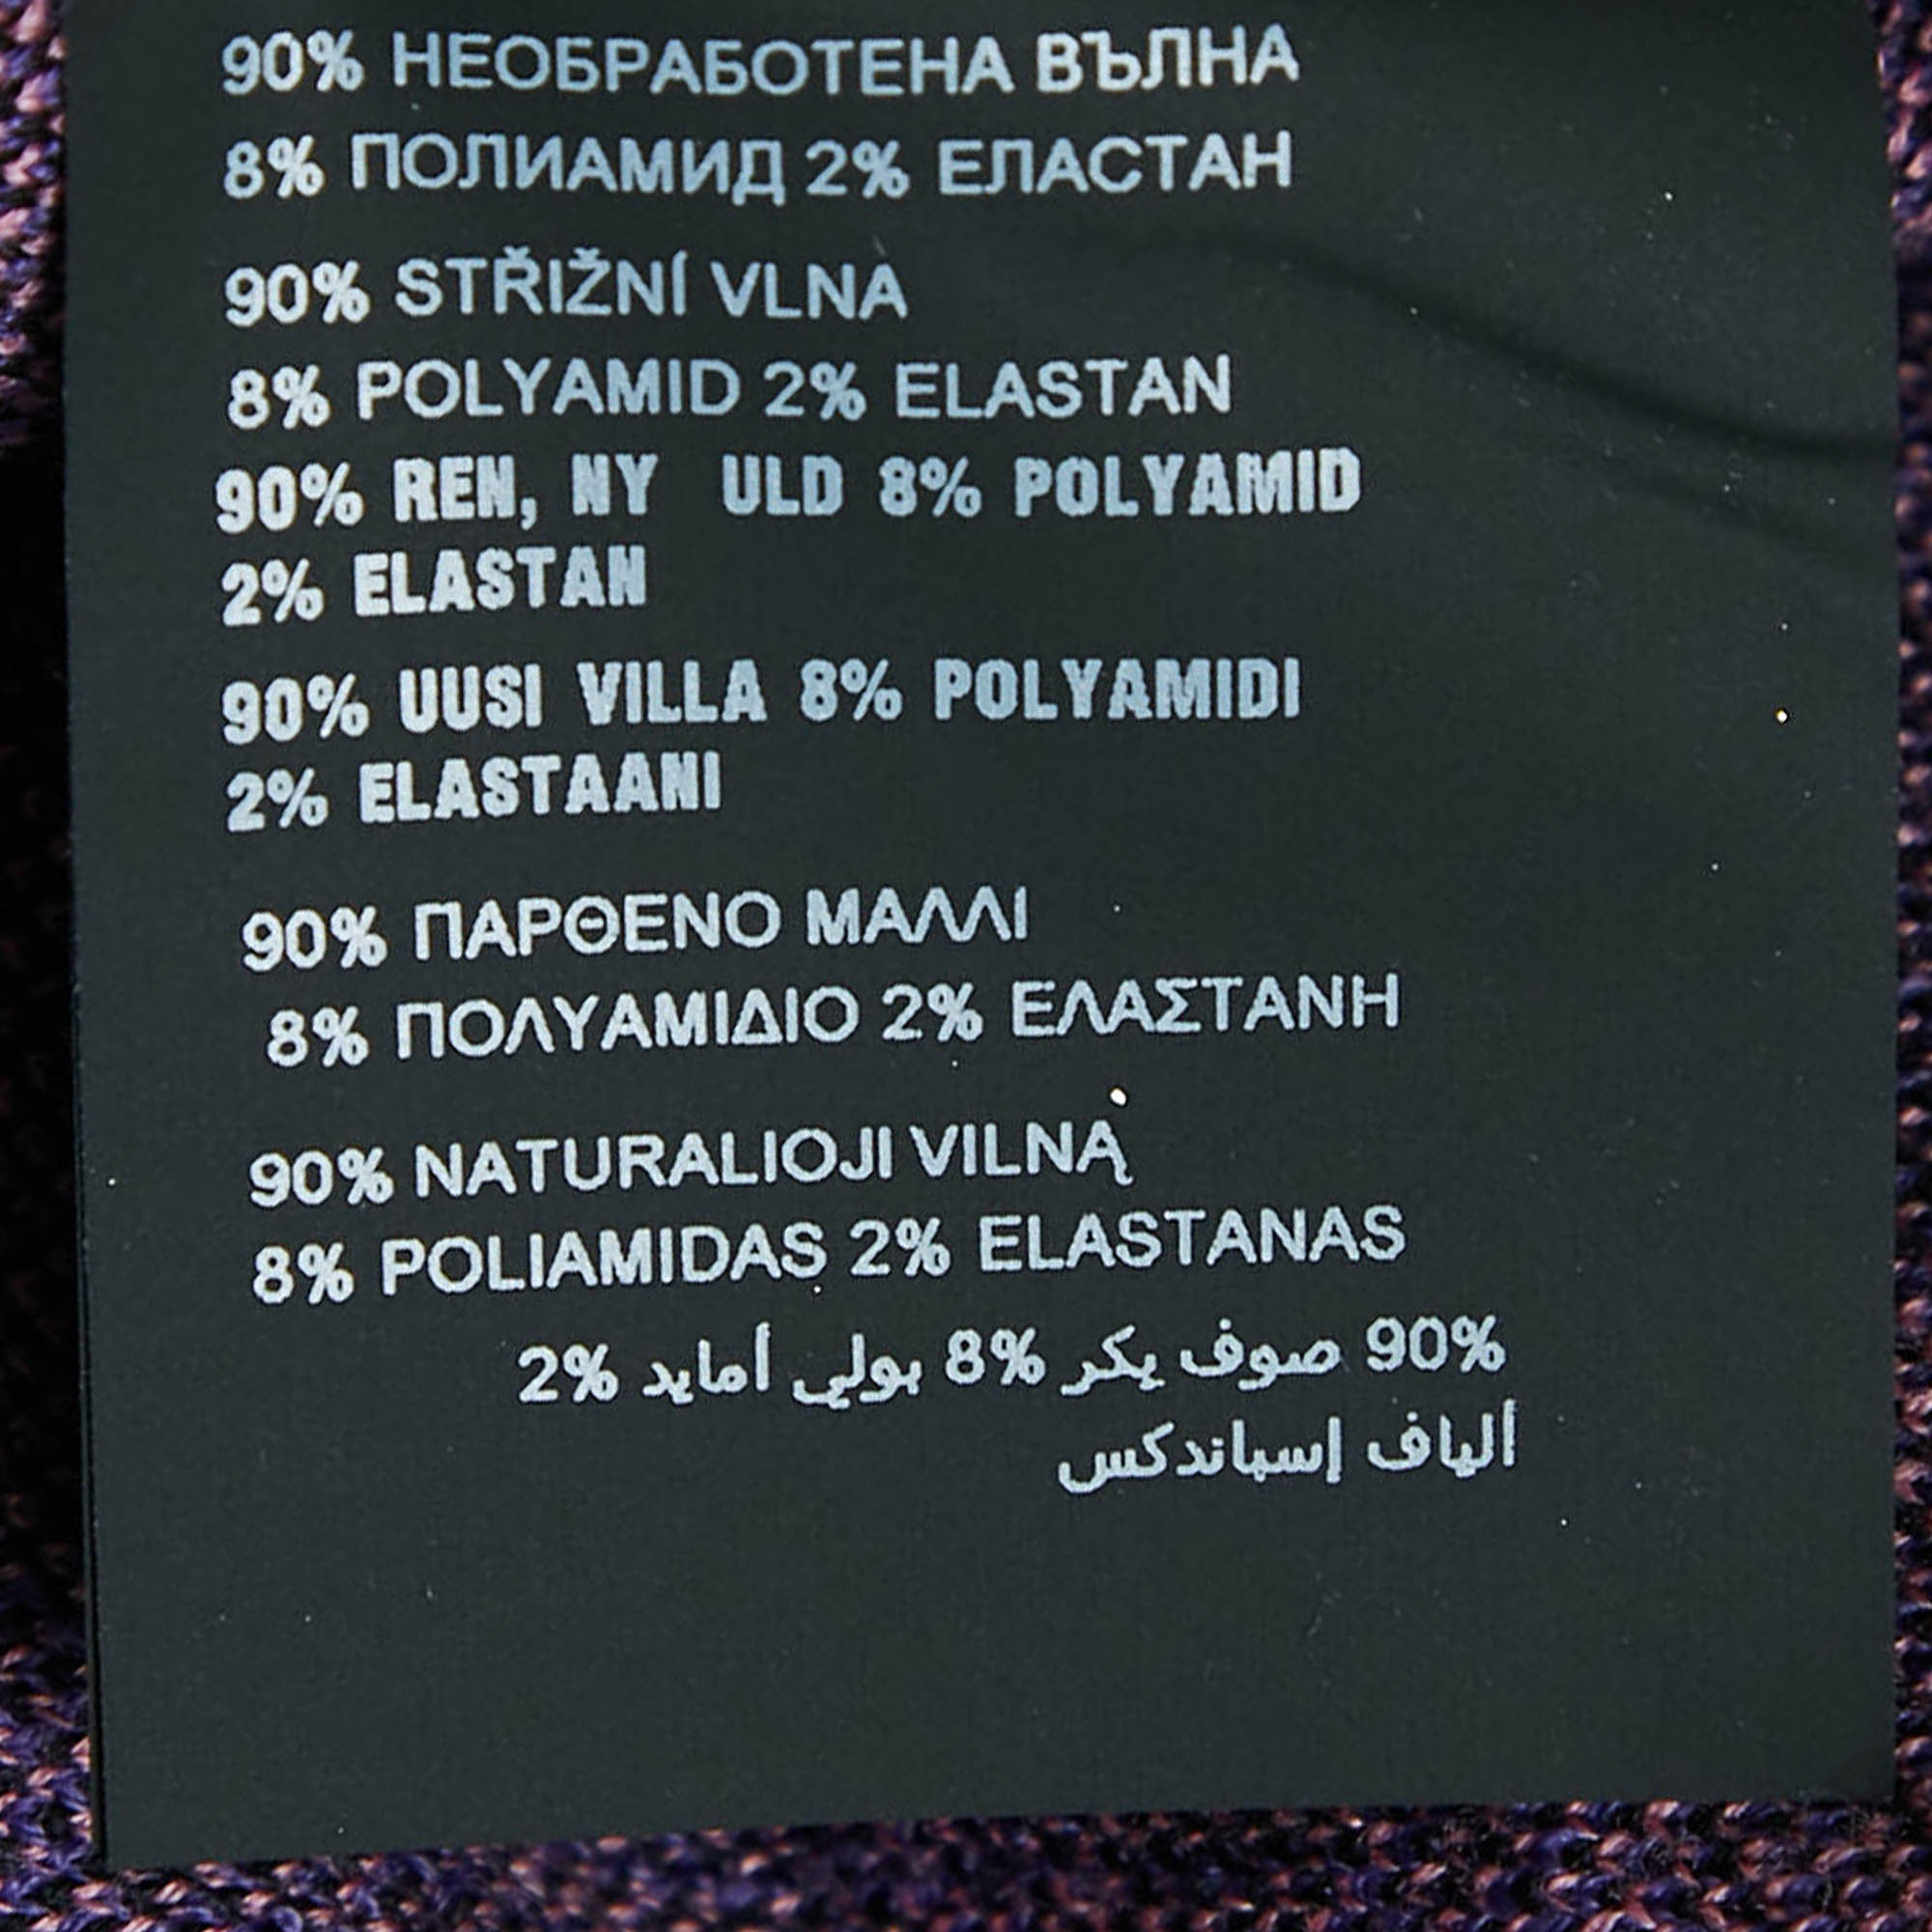 90% НЕОБРАБОТЕНА ВЪЛНА
8% ПОЛИАМИД 2% ЕЛАСТАН
90% STŘIŽNÍ VLNA
8% POLYAMID 2% ELASTAN
90% REN, NY ULD 8% POLYAMID
2% ELASTAN
90% UUSI VILLA 8% POLYAMIDI
2% ELASTAANI
90% ΠΑΡΘΕΝΟ ΜΑΛΛΙ
8% ΠΟΛΥΑΜΙΔΙΟ 2% ΕΛΑΣΤΑΝΗ
90% NATURALIOJI VILNĄ
8% POLIAMIDAS 2% ELASTANAS
90% صوف بكر 8% بولي أمايد 2%
ألياف إسباندكس